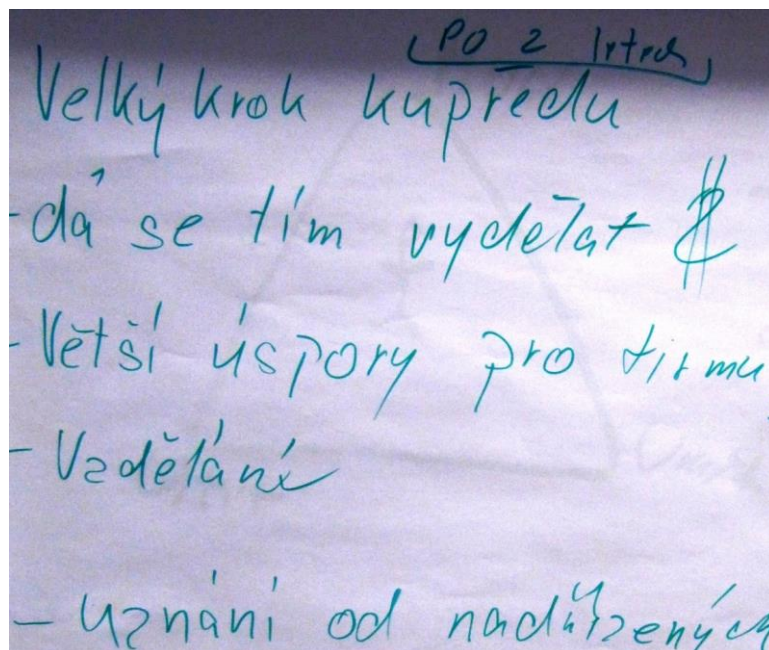 PO 2 letech
Velký krok kupředu
- dá se tím vydělat $
- Větší úspory pro firmu
- Vzdělání
- uznání od nadřízených